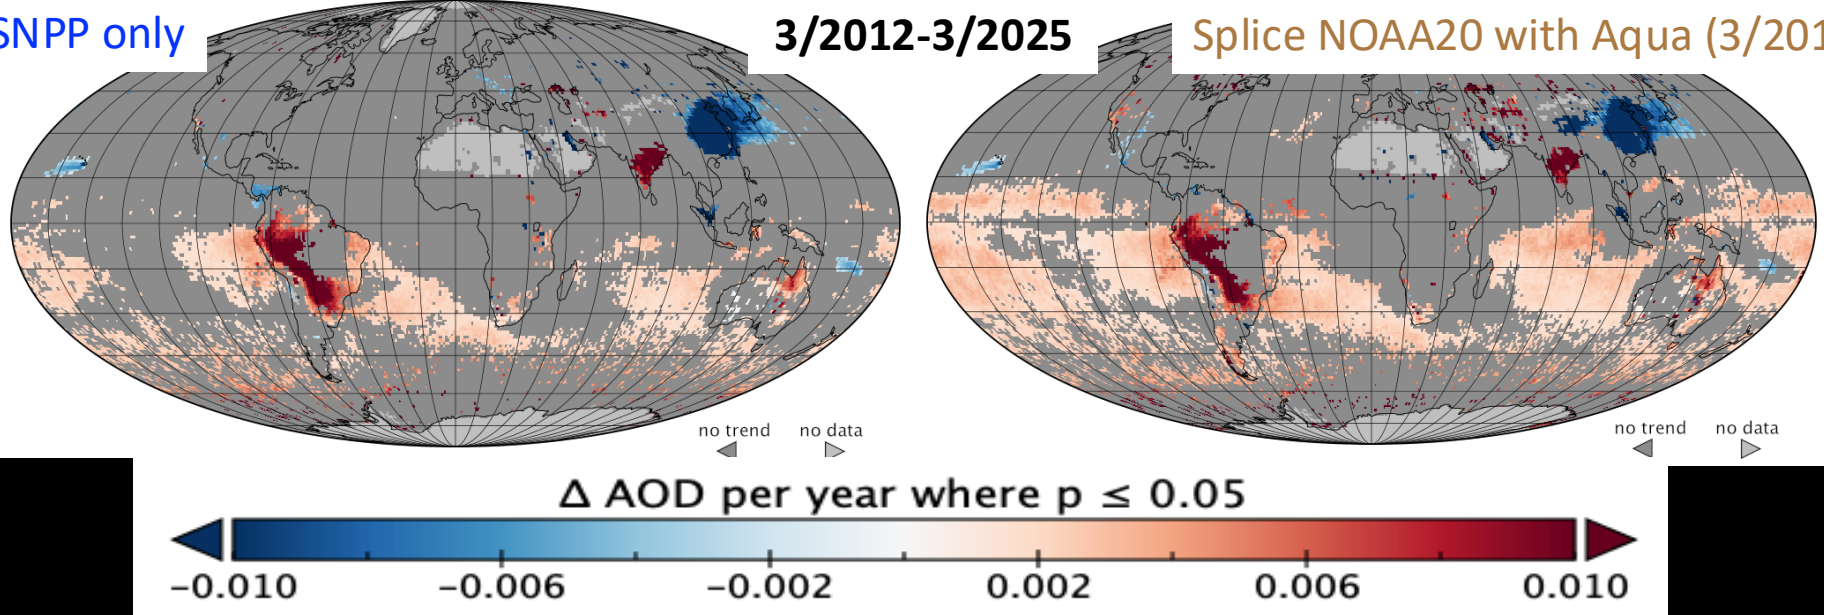 SNPP only
3/2012-3/2025
Splice NOAA20 with Aqua (3/201
no trend no data
no trend no data
Δ AOD per year where p ≤ 0.05
−0.010 −0.006 −0.002 0.002 0.006 0.010